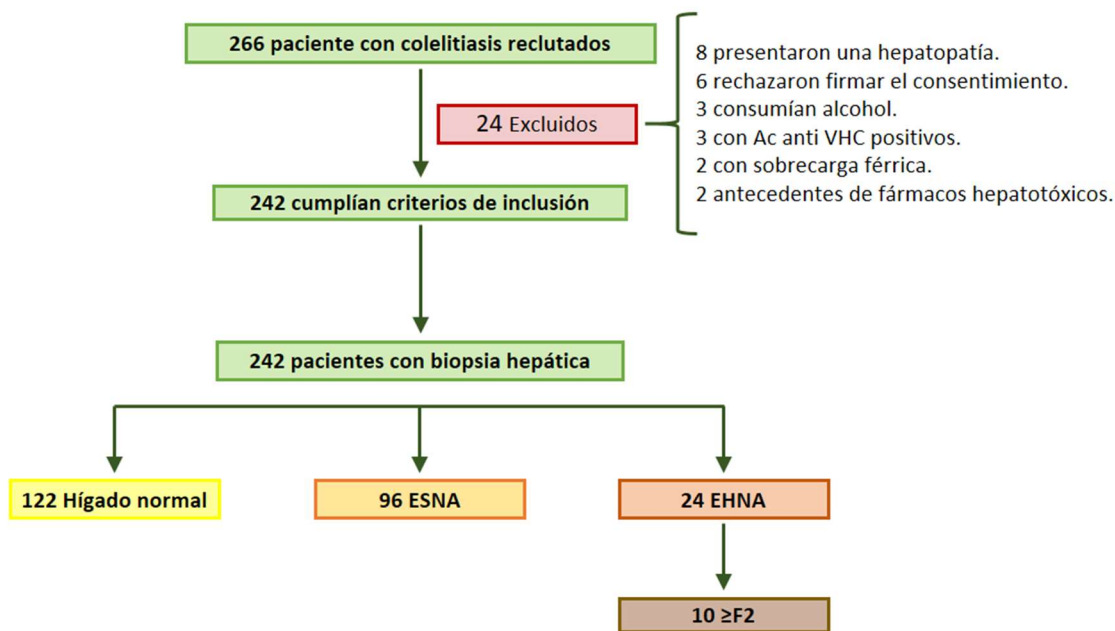 266 paciente con colelitiasis reclutados
24 Excluidos
8 presentaron una hepatopatía.
6 rechazaron firmar el consentimiento.
3 consumían alcohol.
3 con Ac anti VHC positivos.
2 con sobrecarga férrica.
2 antecedentes de fármacos hepatotóxicos.
242 cumplían criterios de inclusión
242 pacientes con biopsia hepática
122 Hígado normal
96 ESNA
24 EHNA
10 ≥F2